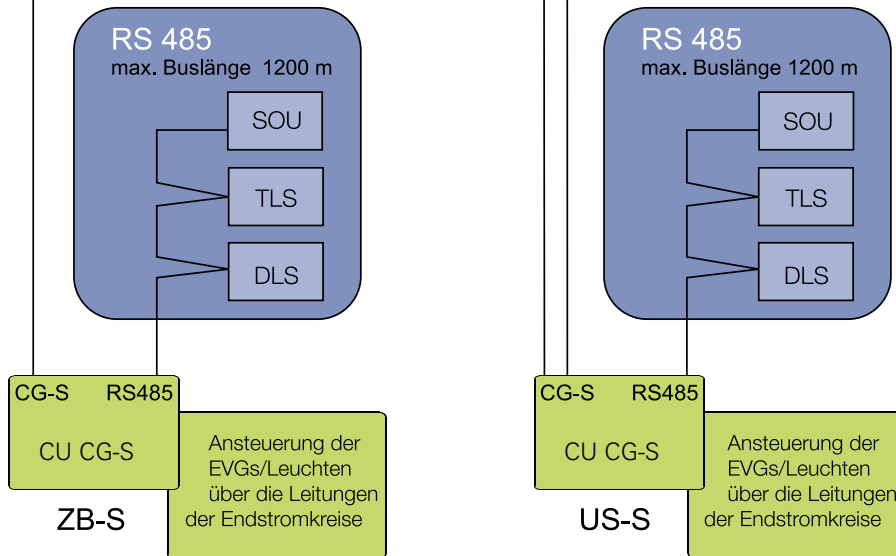 RS 485
max. Buslänge 1200 m
SOU
TLS
DLS
CG-S RS485
CU CG-S
Ansteuerung der
EVGs/Leuchten
über die Leitungen
der Endstromkreise
ZB-S
RS 485
max. Buslänge 1200 m
SOU
TLS
DLS
CG-S RS485
CU CG-S
Ansteuerung der
EVGs/Leuchten
über die Leitungen
der Endstromkreise
US-S